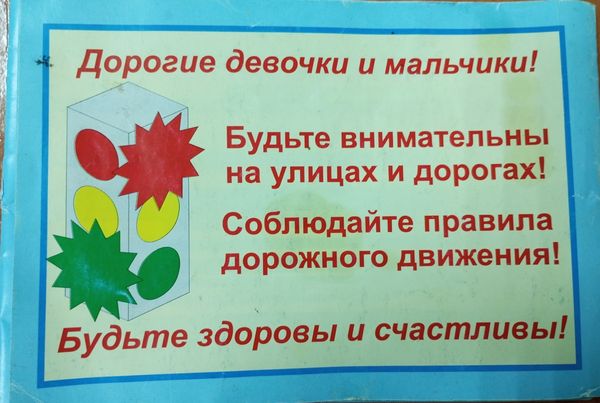 Дорогие девочки и мальчики!
Будьте внимательны
на улицах и дорогах!
Соблюдайте правила
дорожного движения!
Будьте здоровы и счастливы!